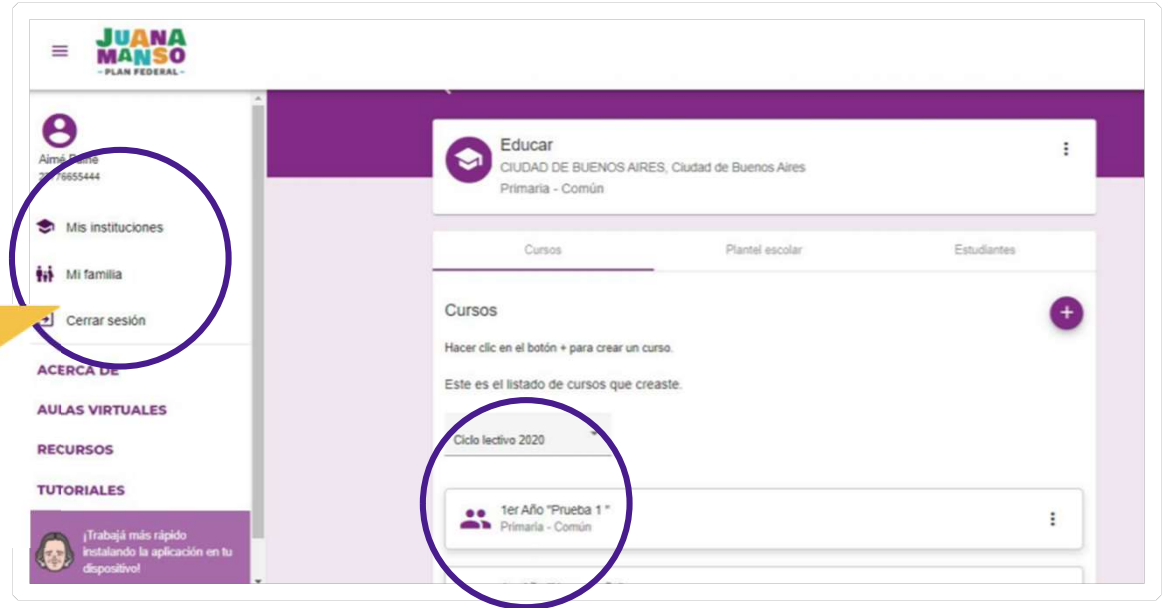 JUANA
MANSO
- PLAN FEDERAL -
Aimé
76655444
Mis instituciones
Mi familia
Cerrar sesión
ACERCA DE
AULAS VIRTUALES
RECURSOS
TUTORIALES
¡Trabajá más rápido
instalando la aplicación en tu
dispositivo!
Educar
CIUDAD DE BUENOS AIRES, Ciudad de Buenos Aires
Primaria - Común
Cursos
Plantel escolar
Estudiantes
Cursos
+
Hacer clic en el botón + para crear un curso.
Este es el listado de cursos que creaste.
Ciclo lectivo 2020
1er Año "Prueba 1 "
Primaria - Común